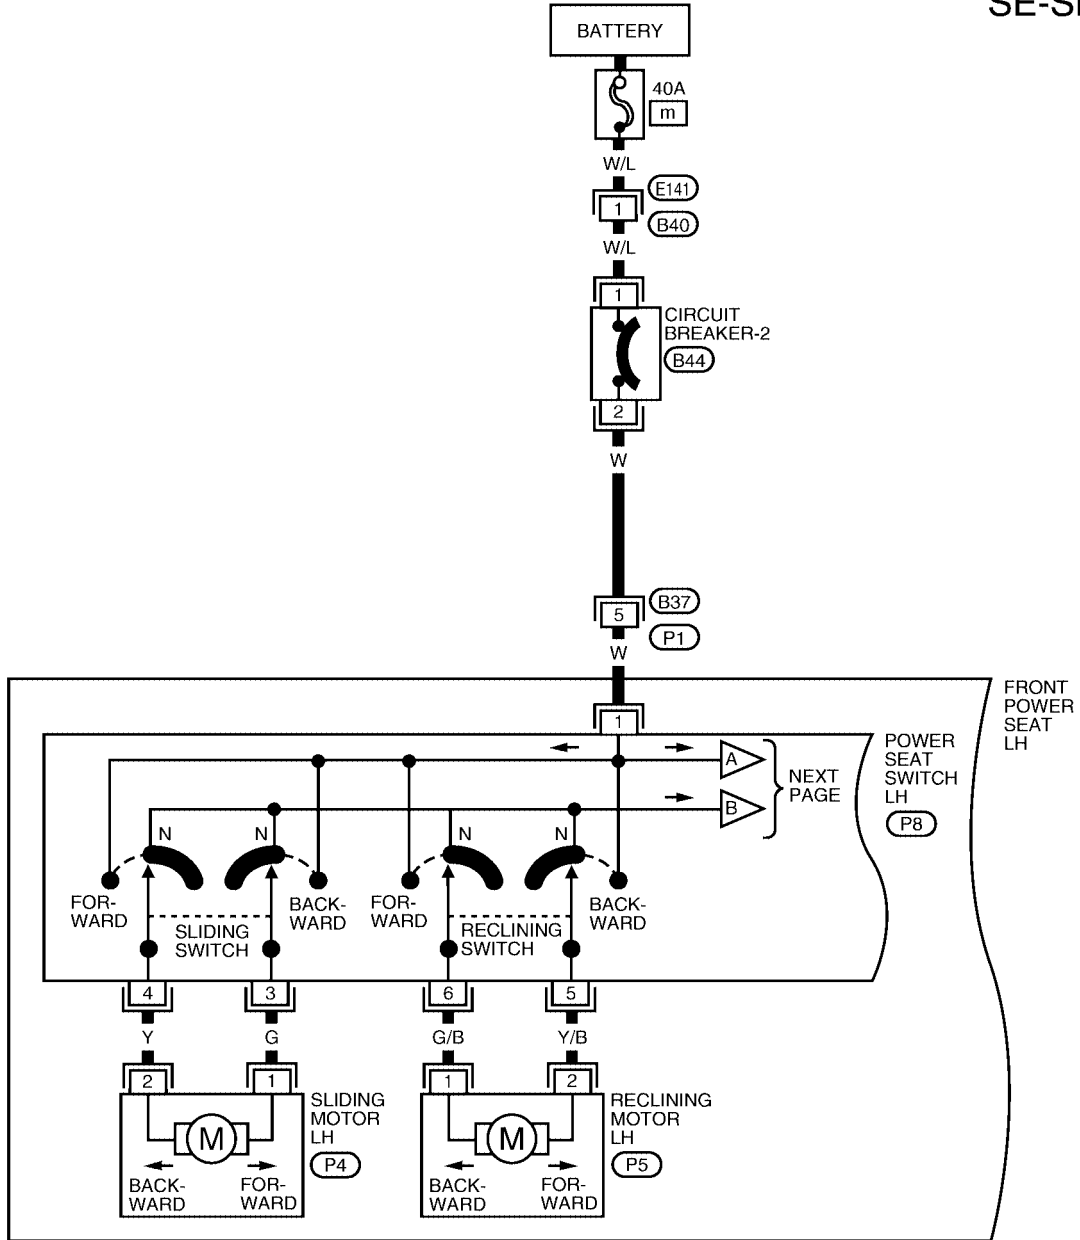 SE-SE
BATTERY
40A
m
W/L
E141
1
B40
W/L
1
CIRCUIT
BREAKER-2
B44
2
W
B37
5
P1
W
FRONT
POWER
SEAT
LH
1
POWER
SEAT
SWITCH
LH
P8
A
NEXT
PAGE
B
N
N
N
N
FOR-
WARD
BACK-
WARD
FOR-
WARD
BACK-
WARD
SLIDING
SWITCH
RECLINING
SWITCH
4
3
6
5
Y
G
G/B
Y/B
2
1
1
2
SLIDING
MOTOR
LH
P4
RECLINING
MOTOR
LH
P5
M
M
BACK-
WARD
FOR-
WARD
BACK-
WARD
FOR-
WARD